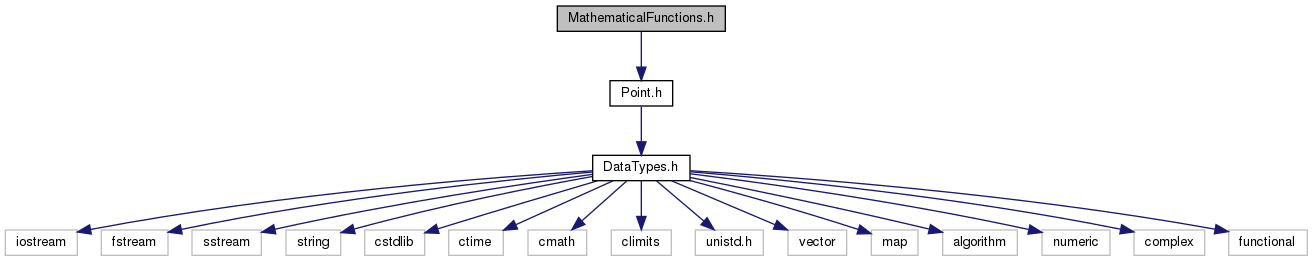 MathematicalFunctions.h
Point.h
DataTypes.h
iostream
fstream
sstream
string
cstdlib
ctime
cmath
climits
unistd.h
vector
map
algorithm
numeric
complex
functional